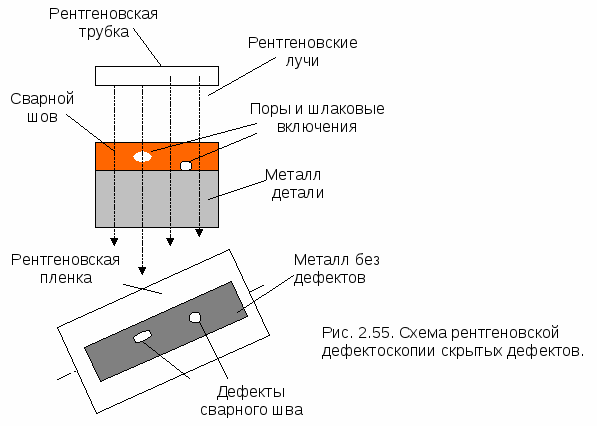 Рентгеновская
трубка
Рентгеновские
лучи
Сварной
шов
Поры и шлаковые
включения
Металл
детали
Рентгеновская
пленка
Металл без
дефектов
Рис. 2.55. Схема рентгеновской
дефектоскопии скрытых дефектов.
Дефекты
сварного шва